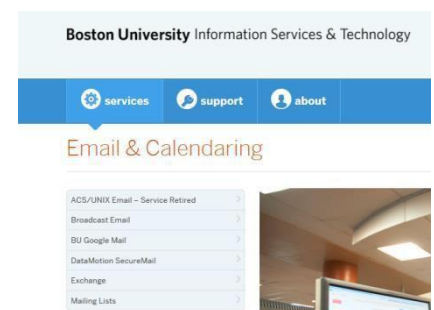 Boston University Information Services & Technology
services support about
Email & Calendaring
ACS/UNIX Email – Service Retired
Broadcast Email
BU Google Mail
DataMotion SecureMail
Exchange
Mailing Lists